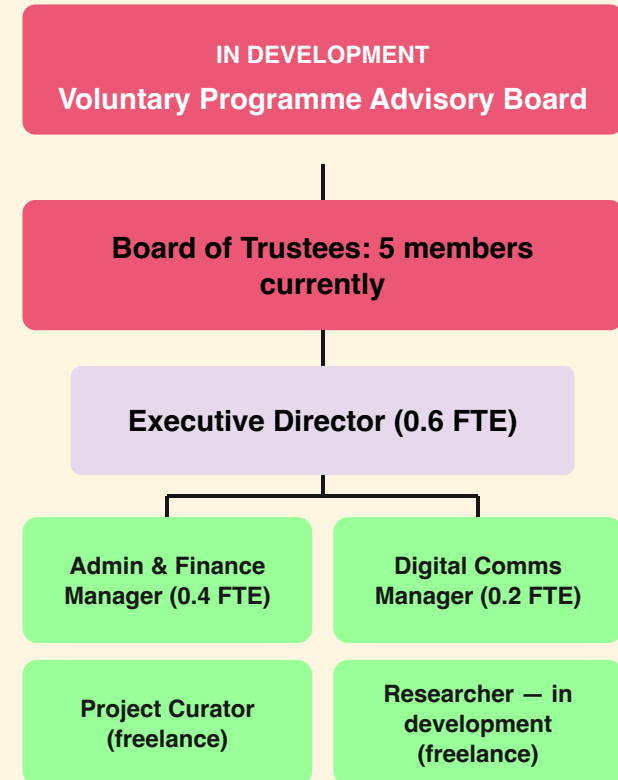 IN DEVELOPMENT
Voluntary Programme Advisory Board
Board of Trustees: 5 members
currently
Executive Director (0.6 FTE)
Admin & Finance
Manager (0.4 FTE)
Digital Comms
Manager (0.2 FTE)
Project Curator
(freelance)
Researcher — in
development
(freelance)